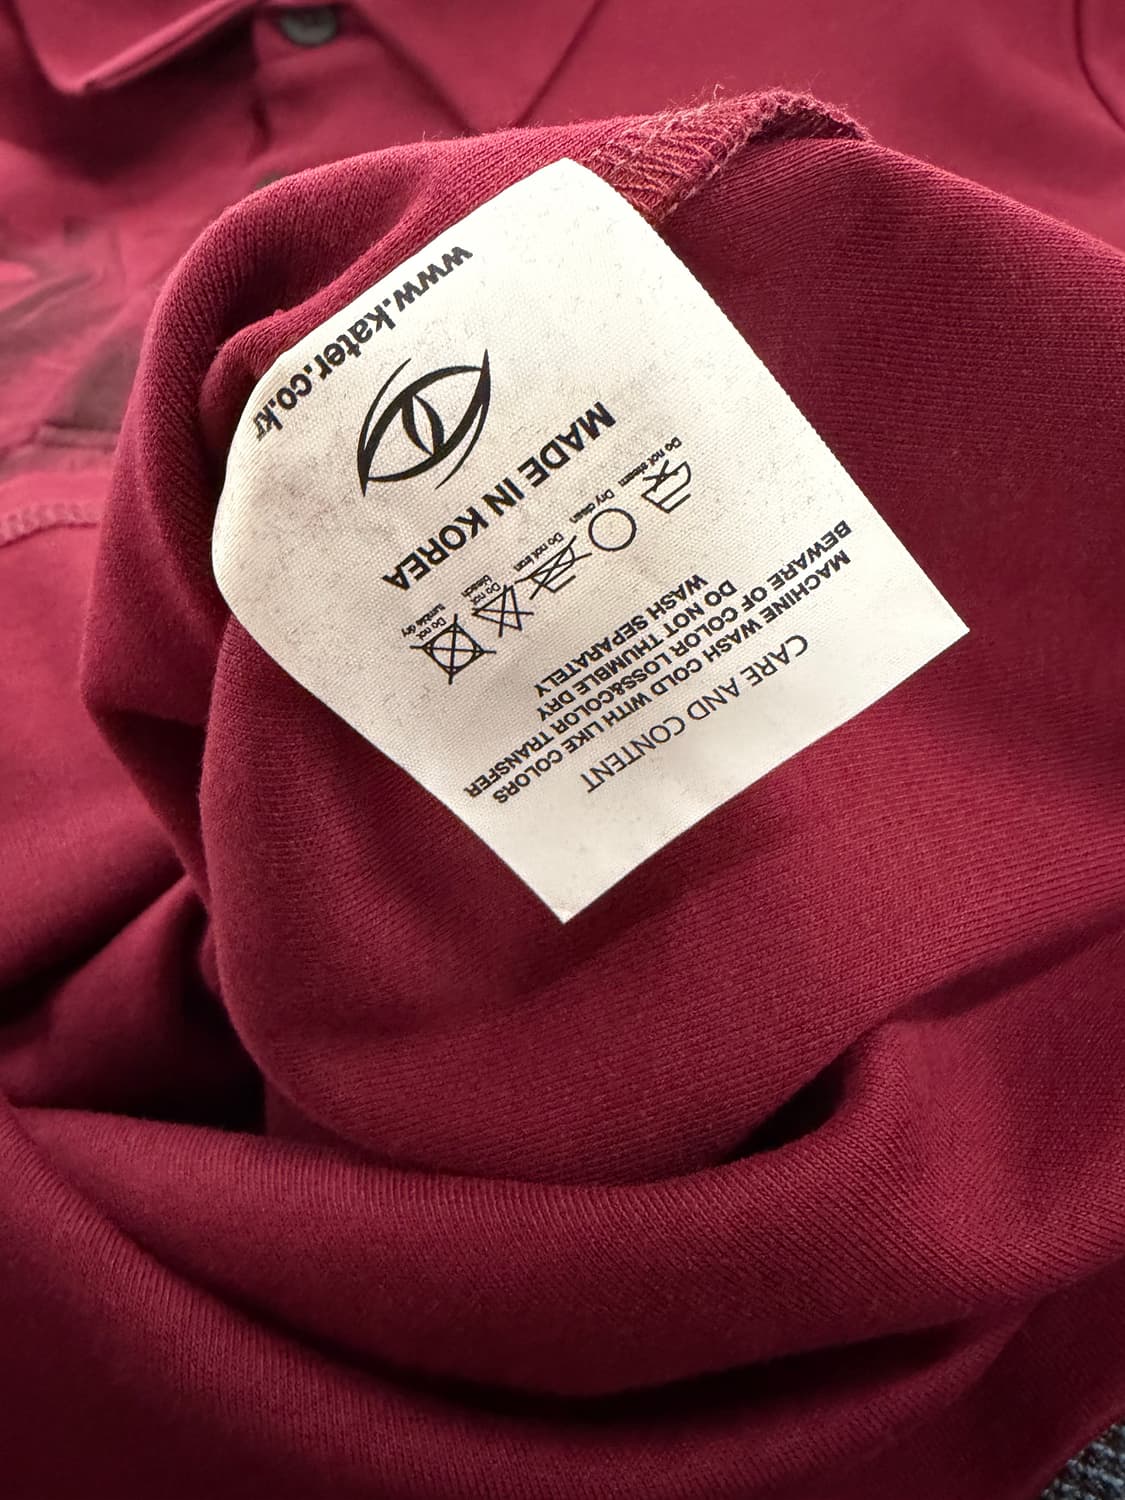 CARE AND CONTENT
MACHINE WASH COLD WITH LIKE COLORS
BEWARE OF COLOR LOSS&COLOR TRANSFER
DO NOT THUMBLE DRY
WASH SEPARATELY
Do not steam
Dry clean
Do not iron
Do not
bleach
Do not
tumble dry
MADE IN KOREA
www.kater.co.kr